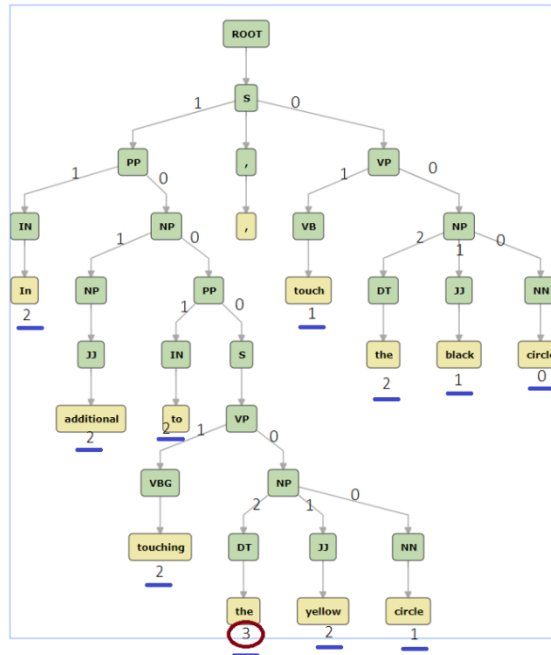 ROOT
S
1 0
PP , VP
1 0 1 0
IN NP , VB NP
1 0 2 1 0
In NP PP touch DT JJ NN
2 1 0 1
JJ IN S the black circle
2 1 0
additional to VP
2 2 1 0
VBG NP
2 1 0
touching DT JJ NN
2
the yellow circle
3 2 1